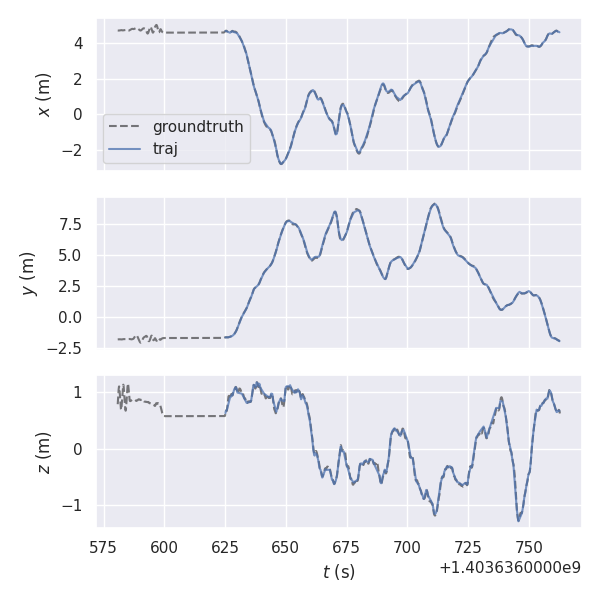 4
2
0
−2
x (m)
groundtruth
traj
7.5
5.0
2.5
0.0
−2.5
y (m)
1
0
−1
z (m)
575 600 625 650 675 700 725 750
t (s)
+1.4036360000e9